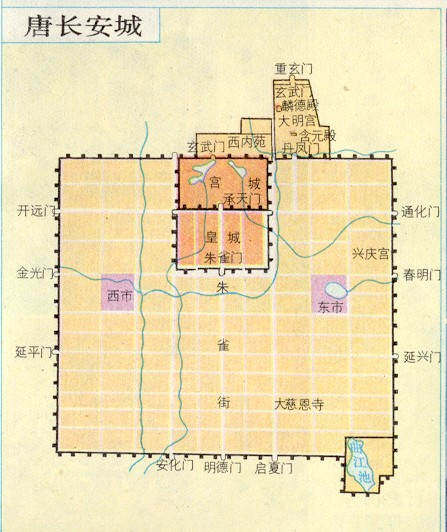 唐长安城
重玄门
玄武门
麟德殿
大明宫
含元殿
丹凤门
西内苑
玄武门
宫城
承天门
开远门
通化门
皇城
兴庆宫
朱雀门
金光门
春明门
朱雀街
西市
东市
延平门
延兴门
大慈恩寺
曲江池
安化门
明德门
启夏门